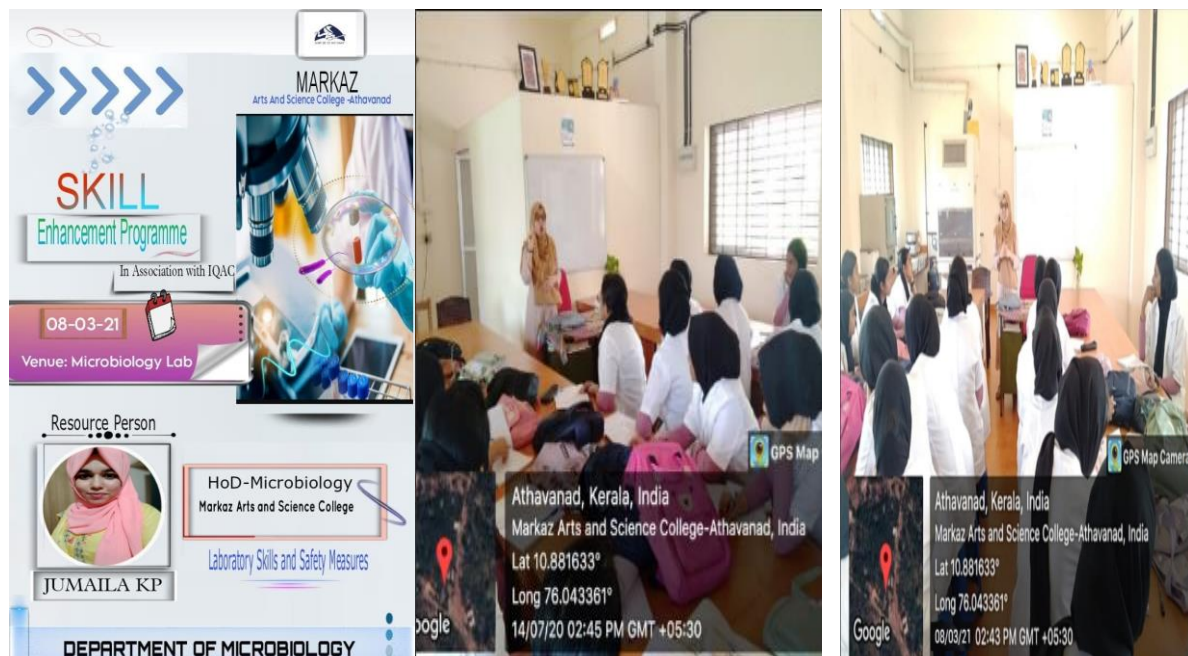 MARKAZ
Arts And Science College -Athavanad
SKILL
Enhancement Programme
In Association with IQAC
08-03-21
Venue: Microbiology Lab
Resource Person
HoD-Microbiology
Markaz Arts and Science College
Laboratory Skills and Safety Measures
JUMAILA KP
DEPARTMENT OF MICROBIOLOGY
GPS Map
Athavanad, Kerala, India
Markaz Arts and Science College-Athavanad, India
Lat 10.881633°
Long 76.043361°
14/07/20 02:45 PM GMT +05:30
oogle
GPS Map Camera
Athavanad, Kerala, India
Markaz Arts and Science College-Athavanad, India
Lat 10.881633°
Long 76.043361°
08/03/21 02:43 PM GMT +05:30
Google